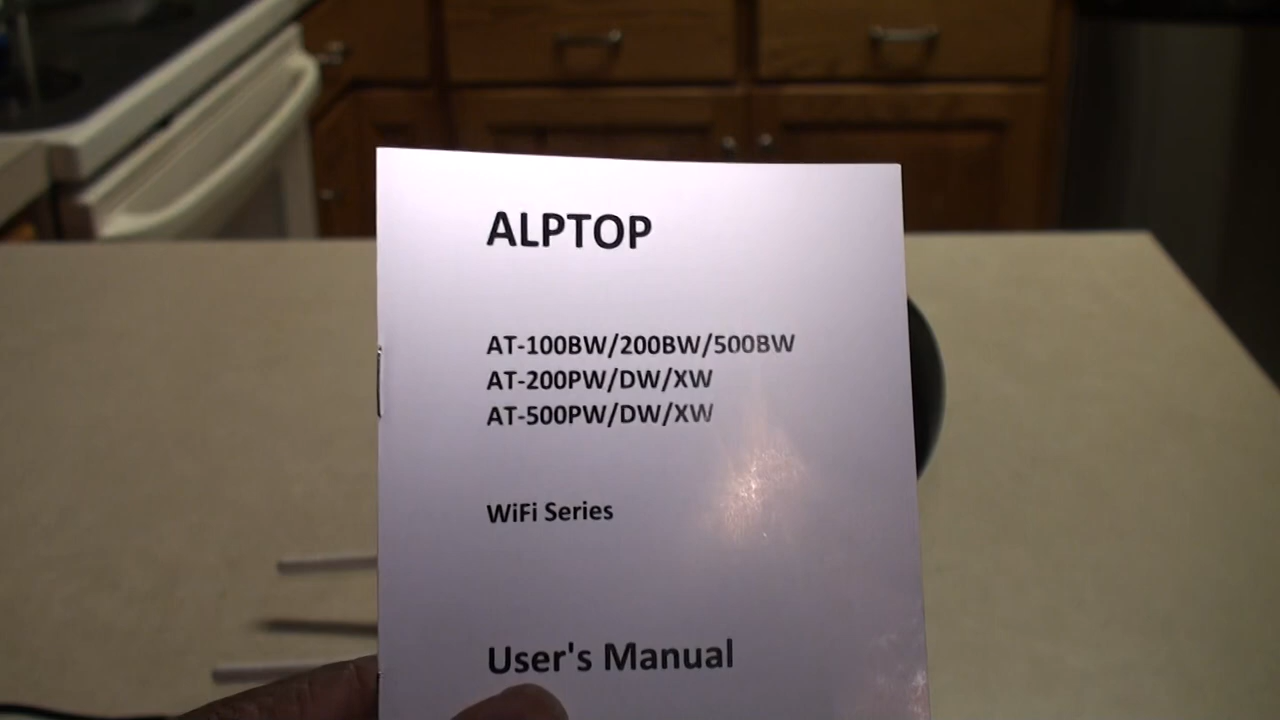 ALPTOP
AT-100BW/200BW/500BW
AT-200PW/DW/XW
AT-500PW/DW/XW
WiFi Series
User's Manual